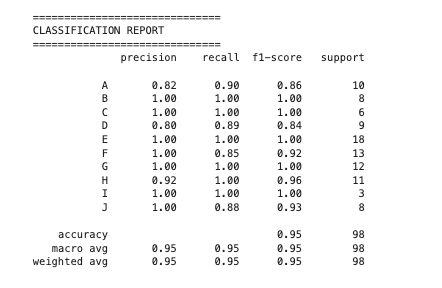 ==============================
CLASSIFICATION REPORT
==============================
precision recall f1-score support
A 0.82 0.90 0.86 10
B 1.00 1.00 1.00 8
C 1.00 1.00 1.00 6
D 0.80 0.89 0.84 9
E 1.00 1.00 1.00 18
F 1.00 0.85 0.92 13
G 1.00 1.00 1.00 12
H 0.92 1.00 0.96 11
I 1.00 1.00 1.00 3
J 1.00 0.88 0.93 8
accuracy 0.95 98
macro avg 0.95 0.95 0.95 98
weighted avg 0.95 0.95 0.95 98